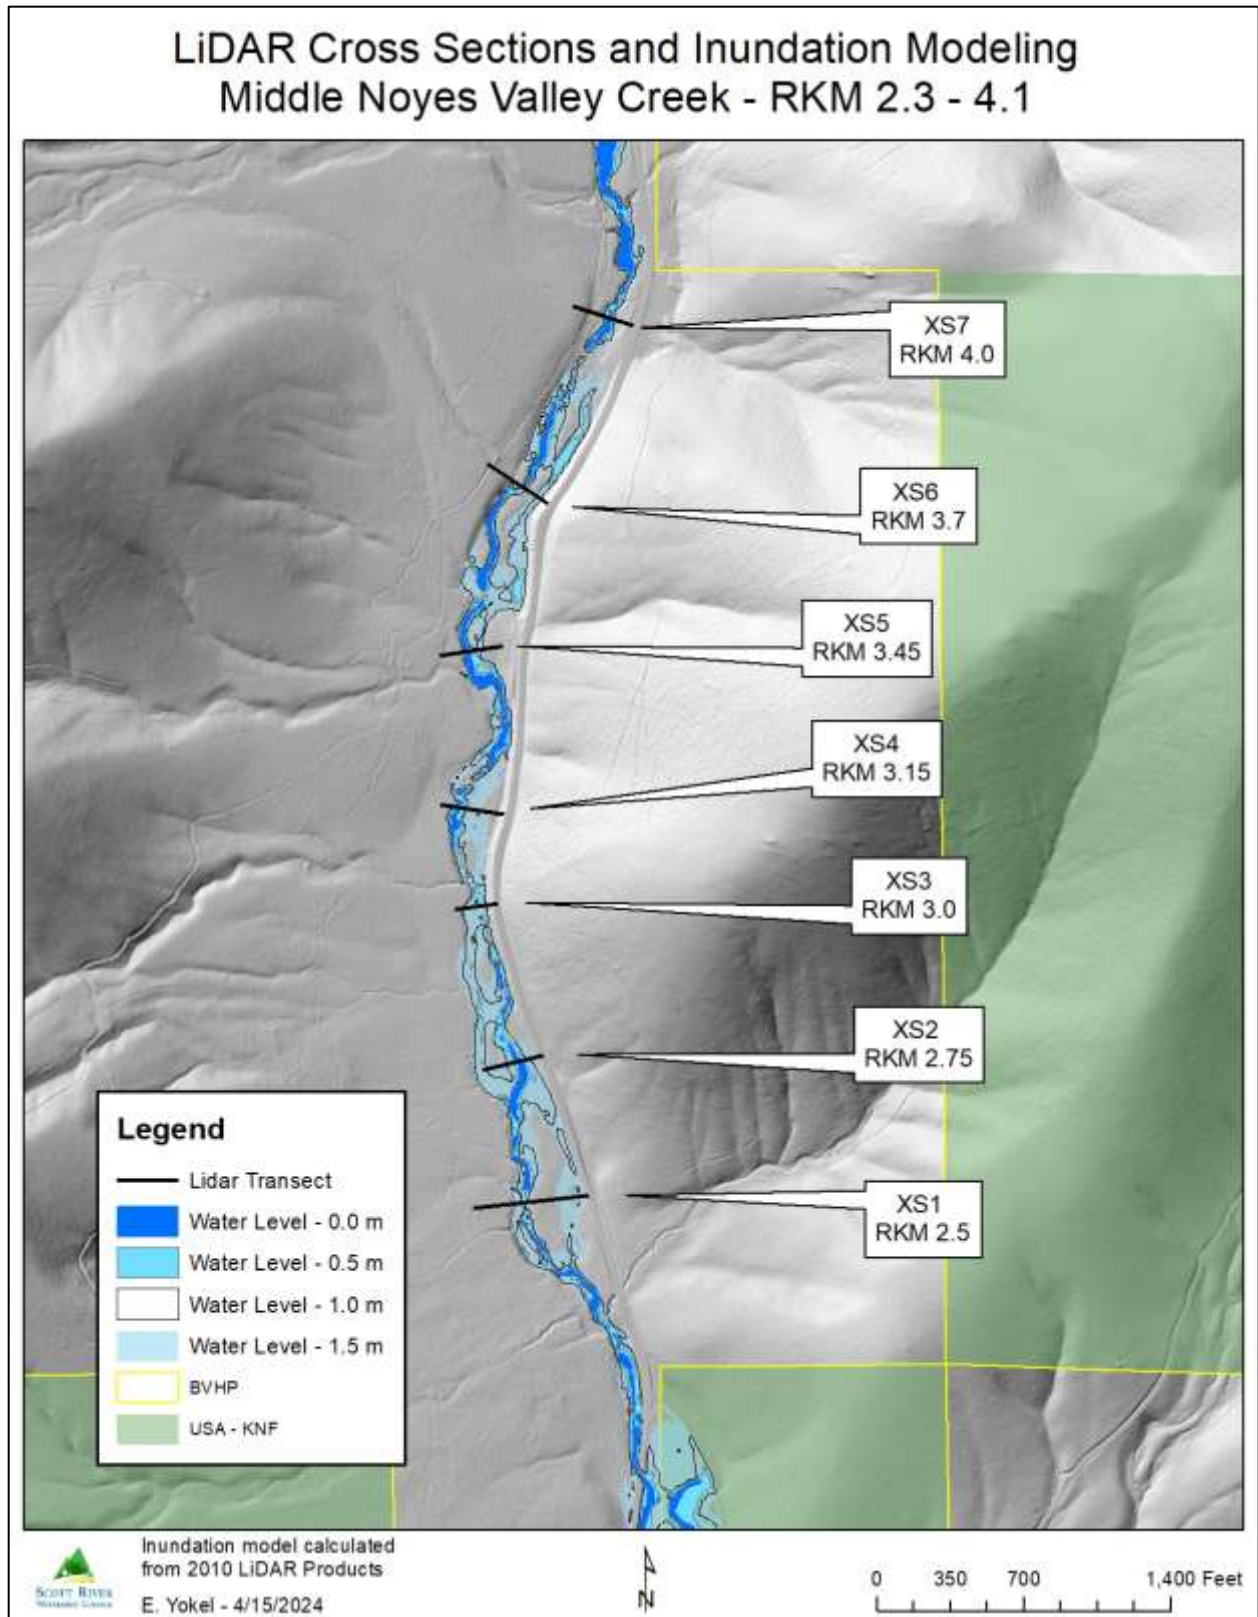 LiDAR Cross Sections and Inundation Modeling
Middle Noyes Valley Creek - RKM 2.3 - 4.1
XS7
RKM 4.0
XS6
RKM 3.7
XS5
RKM 3.45
XS4
RKM 3.15
XS3
RKM 3.0
XS2
RKM 2.75
XS1
RKM 2.5
Legend
Lidar Transect
Water Level - 0.0 m
Water Level - 0.5 m
Water Level - 1.0 m
Water Level - 1.5 m
BVHP
USA - KNF
SCOTT RIVER
WATERSHED COUNCIL
Inundation model calculated
from 2010 LiDAR Products
E. Yokel - 4/15/2024
N
0 350 700 1,400 Feet